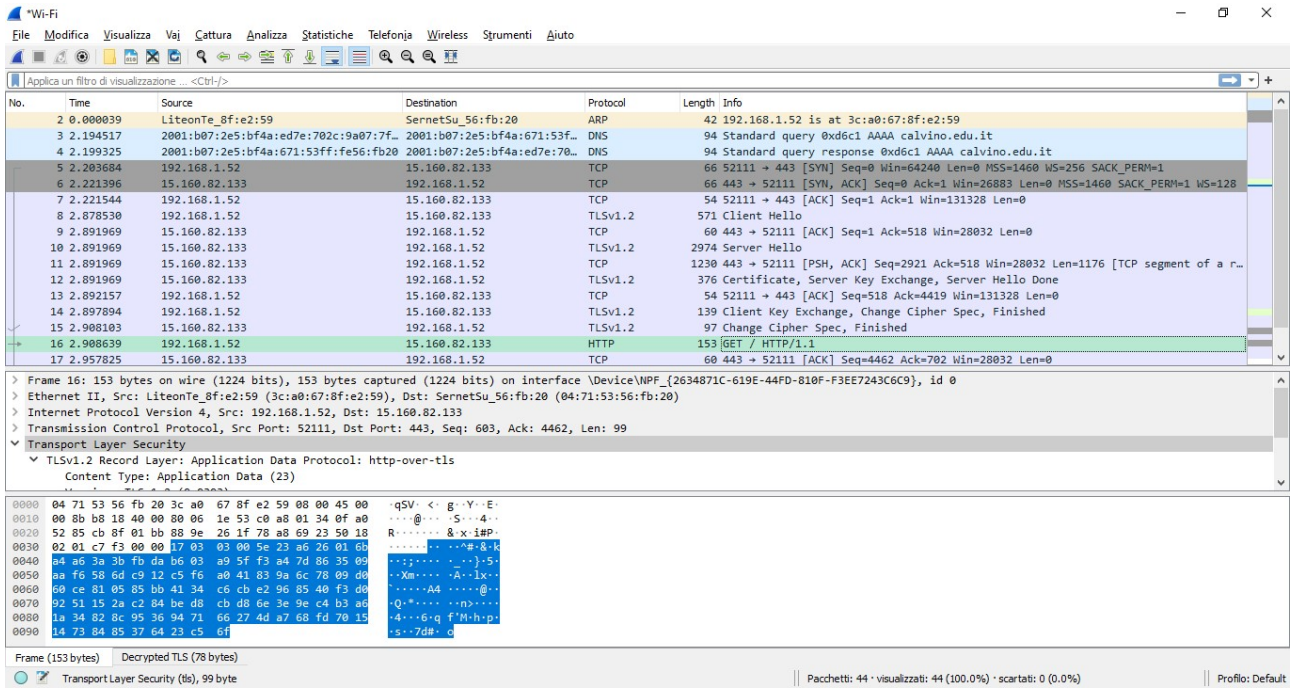 *Wi-Fi
File Modifica Visualizza Vai Cattura Analizza Statistiche Telefonia Wireless Strumenti Aiuto
Applica un filtro di visualizzazione ... <Ctrl-/>
No. Time Source Destination Protocol Length Info
2 0.000039 LiteonTe_8f:e2:59 SernetSu_56:fb:20 ARP 42 192.168.1.52 is at 3c:a0:67:8f:e2:59
3 2.194517 2001:b07:2e5:bf4a:ed7e:702c:9a07:7f… 2001:b07:2e5:bf4a:671:53f… DNS 94 Standard query 0xd6c1 AAAA calvino.edu.it
4 2.199325 2001:b07:2e5:bf4a:671:53ff:fe56:fb20 2001:b07:2e5:bf4a:ed7e:70… DNS 94 Standard query response 0xd6c1 AAAA calvino.edu.it
5 2.203684 192.168.1.52 15.160.82.133 TCP 66 52111 → 443 [SYN] Seq=0 Win=64240 Len=0 MSS=1460 WS=256 SACK_PERM=1
6 2.221396 15.160.82.133 192.168.1.52 TCP 66 443 → 52111 [SYN, ACK] Seq=0 Ack=1 Win=26883 Len=0 MSS=1460 SACK_PERM=1 WS=128
7 2.221544 192.168.1.52 15.160.82.133 TCP 54 52111 → 443 [ACK] Seq=1 Ack=1 Win=131328 Len=0
8 2.878530 192.168.1.52 15.160.82.133 TLSv1.2 571 Client Hello
9 2.891969 15.160.82.133 192.168.1.52 TCP 60 443 → 52111 [ACK] Seq=1 Ack=518 Win=28032 Len=0
10 2.891969 15.160.82.133 192.168.1.52 TLSv1.2 2974 Server Hello
11 2.891969 15.160.82.133 192.168.1.52 TCP 1230 443 → 52111 [PSH, ACK] Seq=2921 Ack=518 Win=28032 Len=1176 [TCP segment of a r…
12 2.891969 15.160.82.133 192.168.1.52 TLSv1.2 376 Certificate, Server Key Exchange, Server Hello Done
13 2.892157 192.168.1.52 15.160.82.133 TCP 54 52111 → 443 [ACK] Seq=518 Ack=4419 Win=131328 Len=0
14 2.897894 192.168.1.52 15.160.82.133 TLSv1.2 139 Client Key Exchange, Change Cipher Spec, Finished
15 2.908103 15.160.82.133 192.168.1.52 TLSv1.2 97 Change Cipher Spec, Finished
16 2.908639 192.168.1.52 15.160.82.133 HTTP 153 GET / HTTP/1.1
17 2.957825 15.160.82.133 192.168.1.52 TCP 60 443 → 52111 [ACK] Seq=4462 Ack=702 Win=28032 Len=0
> Frame 16: 153 bytes on wire (1224 bits), 153 bytes captured (1224 bits) on interface \Device\NPF_{2634871C-619E-44FD-810F-F3EE7243C6C9}, id 0
> Ethernet II, Src: LiteonTe_8f:e2:59 (3c:a0:67:8f:e2:59), Dst: SernetSu_56:fb:20 (04:71:53:56:fb:20)
> Internet Protocol Version 4, Src: 192.168.1.52, Dst: 15.160.82.133
> Transmission Control Protocol, Src Port: 52111, Dst Port: 443, Seq: 603, Ack: 4462, Len: 99
Transport Layer Security
TLSv1.2 Record Layer: Application Data Protocol: http-over-tls
Content Type: Application Data (23)
0000 04 71 53 56 fb 20 3c a0 67 8f e2 59 08 00 45 00 ·qSV· <· g··Y··E·
0010 00 8b b8 18 40 00 80 06 1e 53 c0 a8 01 34 0f a0 ····@··· ·S···4··
0020 52 85 cb 8f 01 bb 88 9e 26 1f 78 a8 69 23 50 18 R······· &·x·i#P·
0030 02 01 c7 f3 00 00 17 03 03 00 5e 23 a6 26 01 6b ········ ··^#·&·k
0040 a4 a6 3a 3b fb da b6 03 a9 5f f3 a4 7d 86 35 09 ··:;···· ·_··}·5·
0050 aa f6 58 6d c9 12 c5 f6 a0 41 83 9a 6c 78 09 d0 ··Xm···· ·A··lx··
0060 60 ce 81 05 85 bb 41 34 c6 cb e2 96 85 40 f3 d0 `·····A4 ·····@··
0070 92 51 15 2a c2 84 be d8 cb d8 6e 3e 9e c4 b3 a6 ·Q·*···· ··n>····
0080 1a 34 82 8c 95 36 94 71 66 27 4d a7 68 fd 70 15 ·4···6·q f'M·h·p·
0090 14 73 84 85 37 64 23 c5 6f ·s··7d#· o
Frame (153 bytes) Decrypted TLS (78 bytes)
Transport Layer Security (tls), 99 byte Pacchetti: 44 · visualizzati: 44 (100.0%) · scartati: 0 (0.0%) Profilo: Default